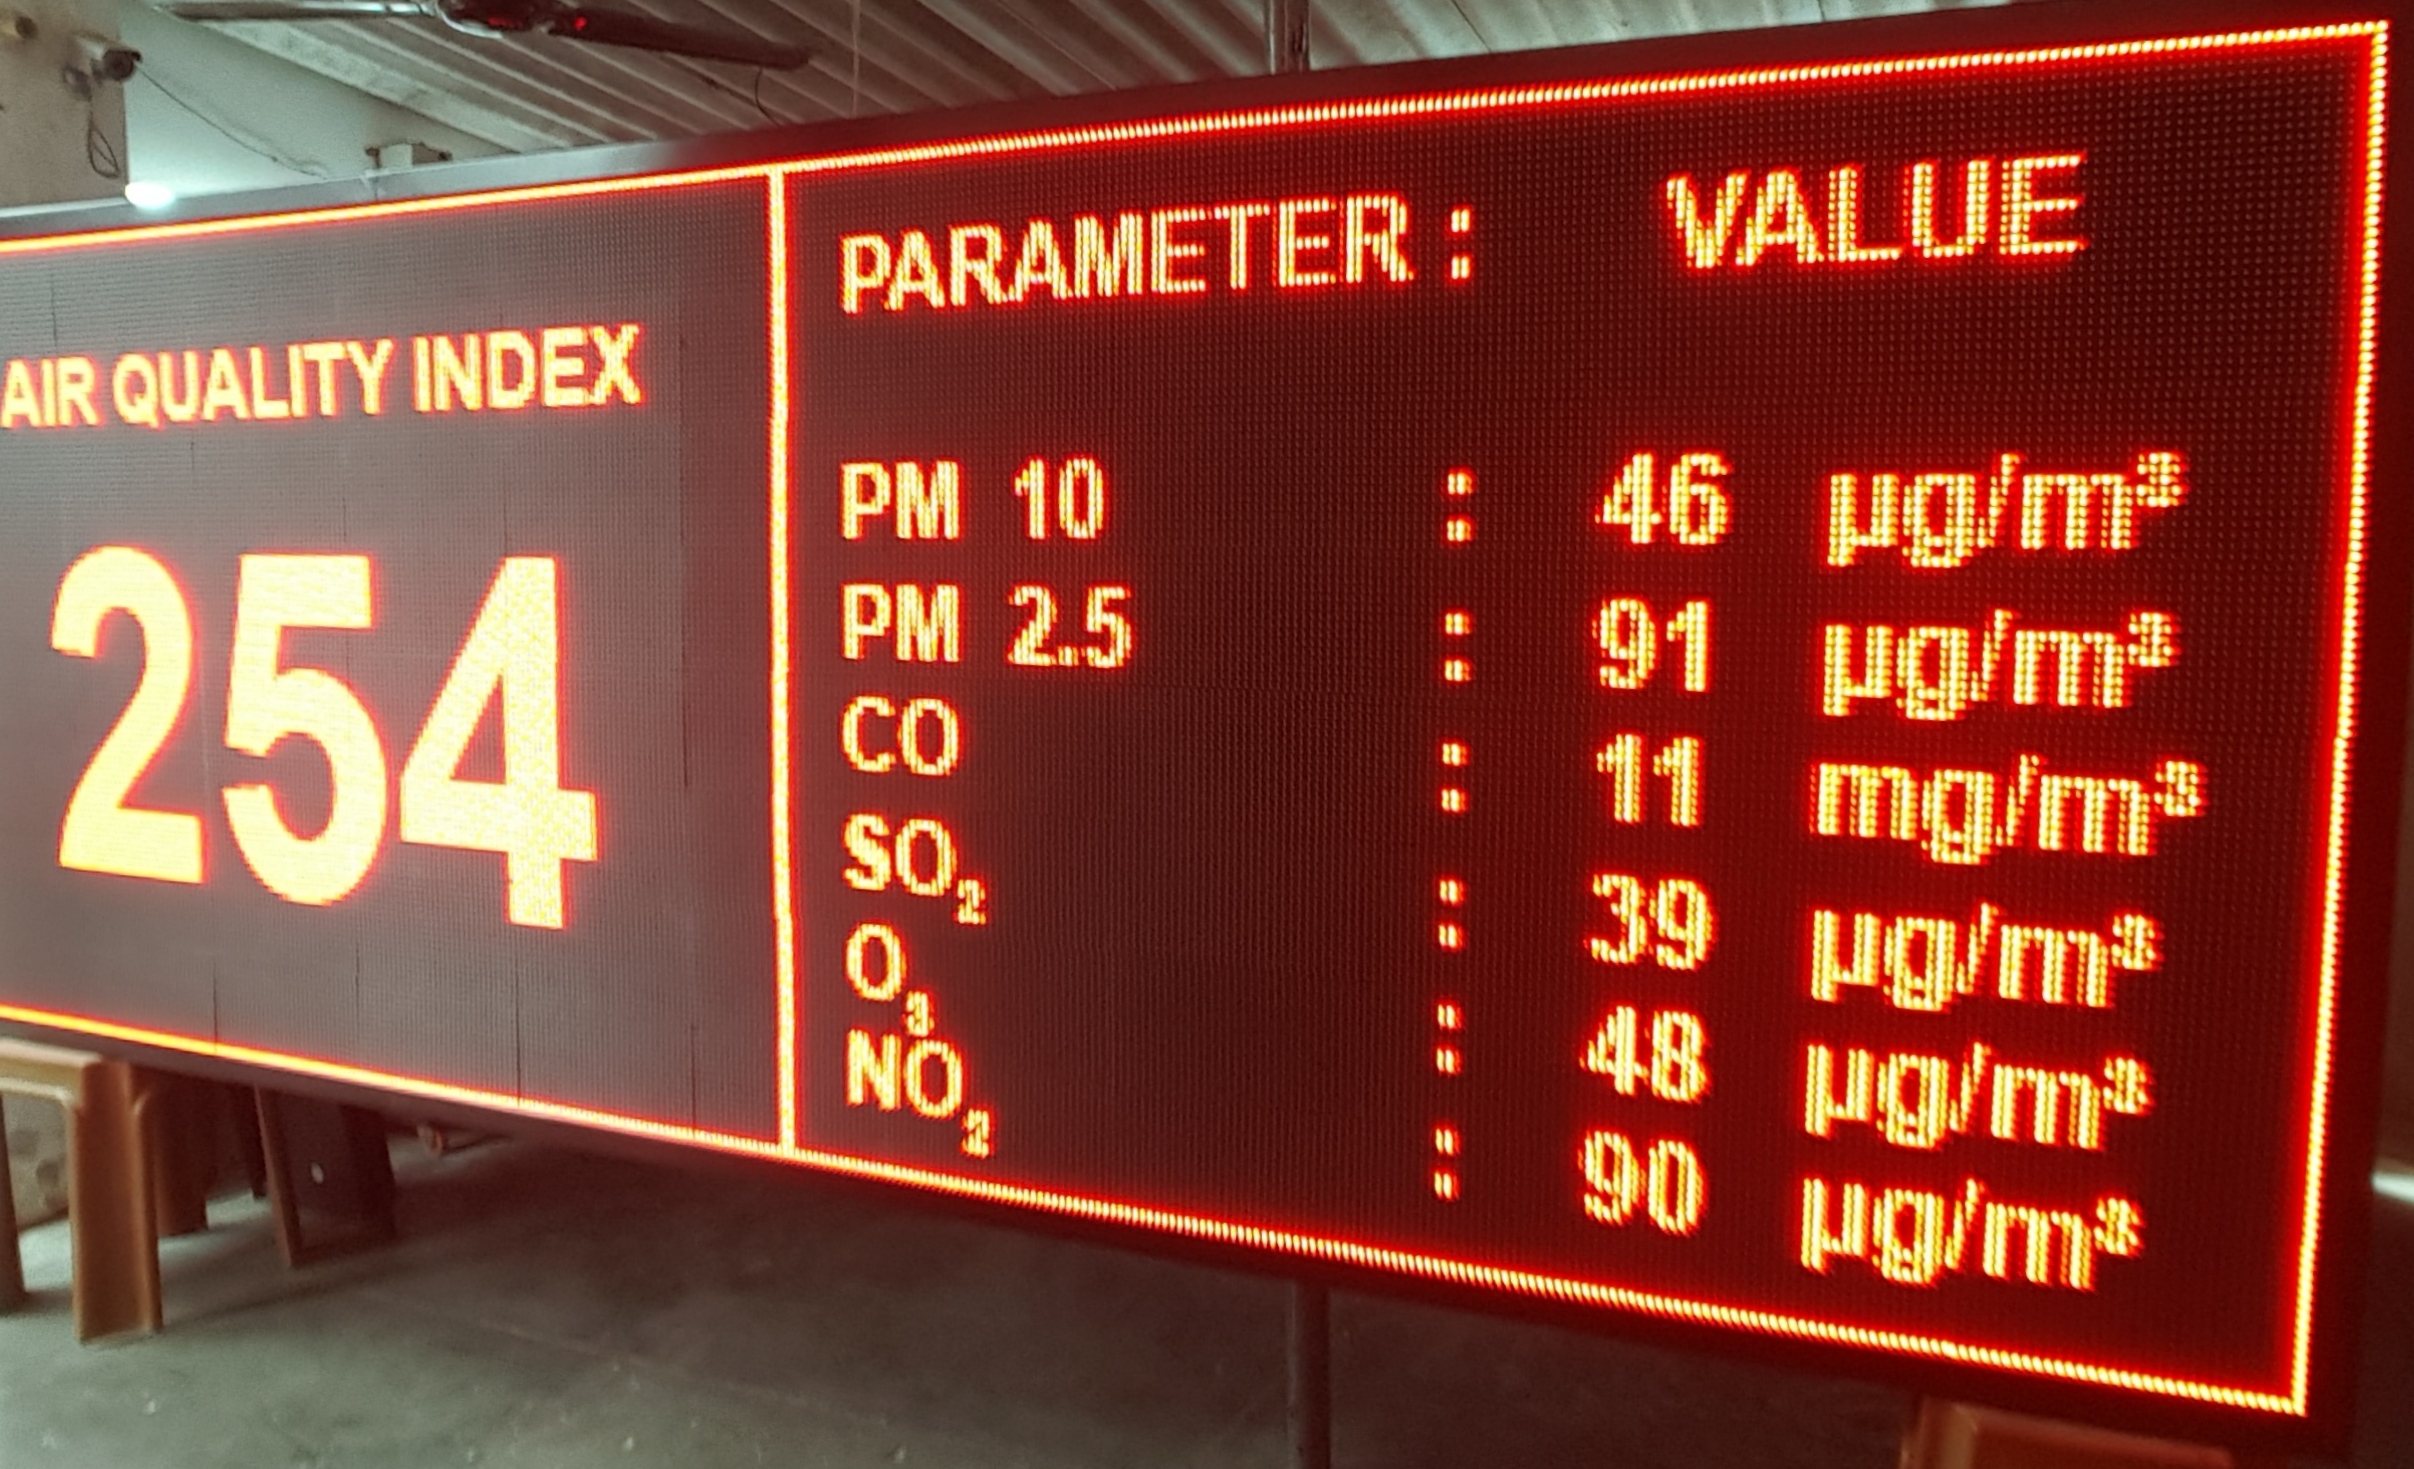 AIR QUALITY INDEX
254
PARAMETER : VALUE
PM 10 : 46 µg/m³
PM 2.5 : 91 µg/m³
CO : 11 mg/m³
SO₂ : 39 µg/m³
O₃ : 48 µg/m³
NO₂ : 90 µg/m³